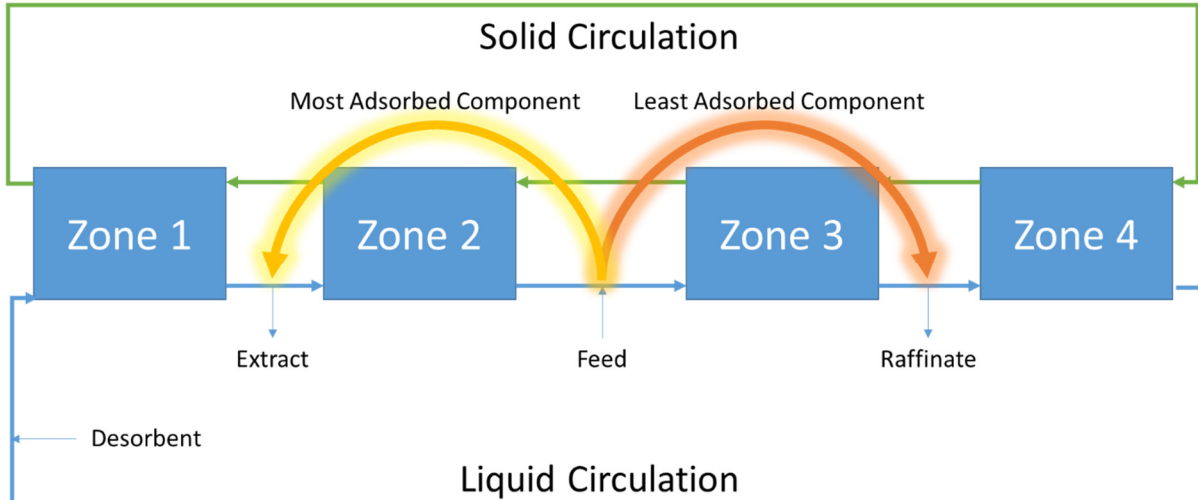 Solid Circulation
Most Adsorbed Component
Least Adsorbed Component
Zone 1
Zone 2
Zone 3
Zone 4
Extract
Feed
Raffinate
Desorbent
Liquid Circulation